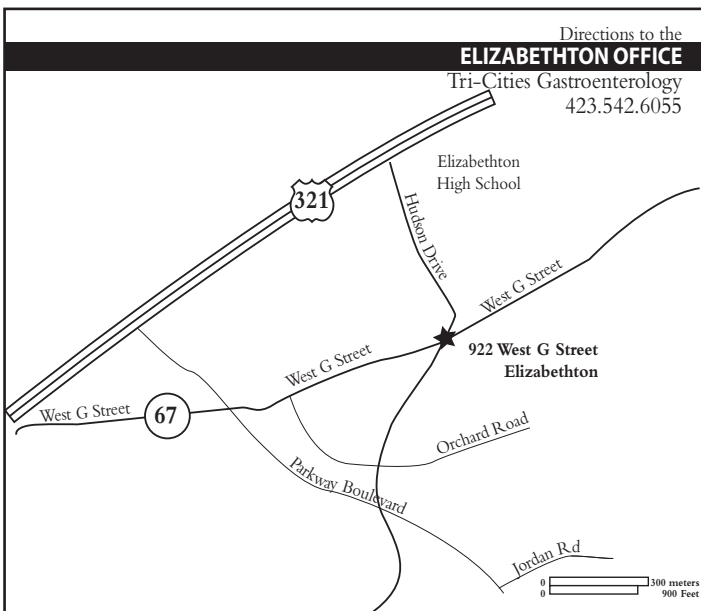 Directions to the
ELIZABETHTON OFFICE
Tri-Cities Gastroenterology
423.542.6055
Elizabethton
High School
321
Hudson Drive
West G Street
922 West G Street
Elizabethton
West G Street
West G Street
67
Orchard Road
Parkway Boulevard
Jordan Rd
0 300 meters
0 900 Feet